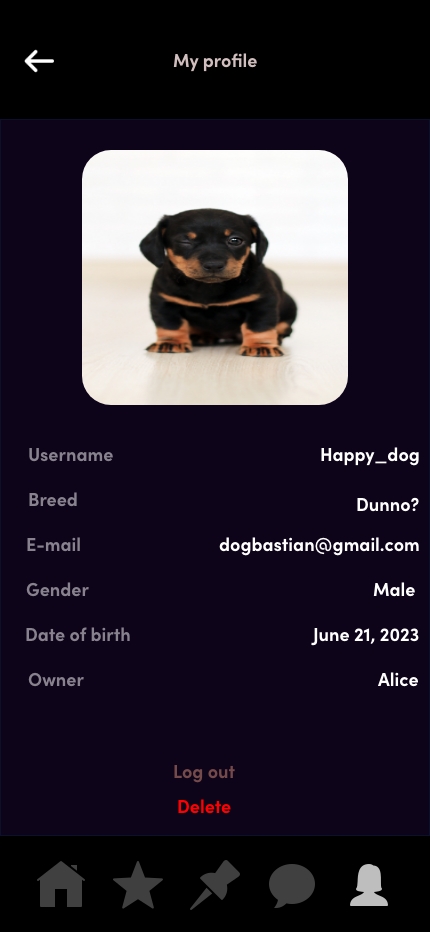 My profile
Username Happy_dog
Breed Dunno?
E-mail dogbastian@gmail.com
Gender Male
Date of birth June 21, 2023
Owner Alice
Log out
Delete